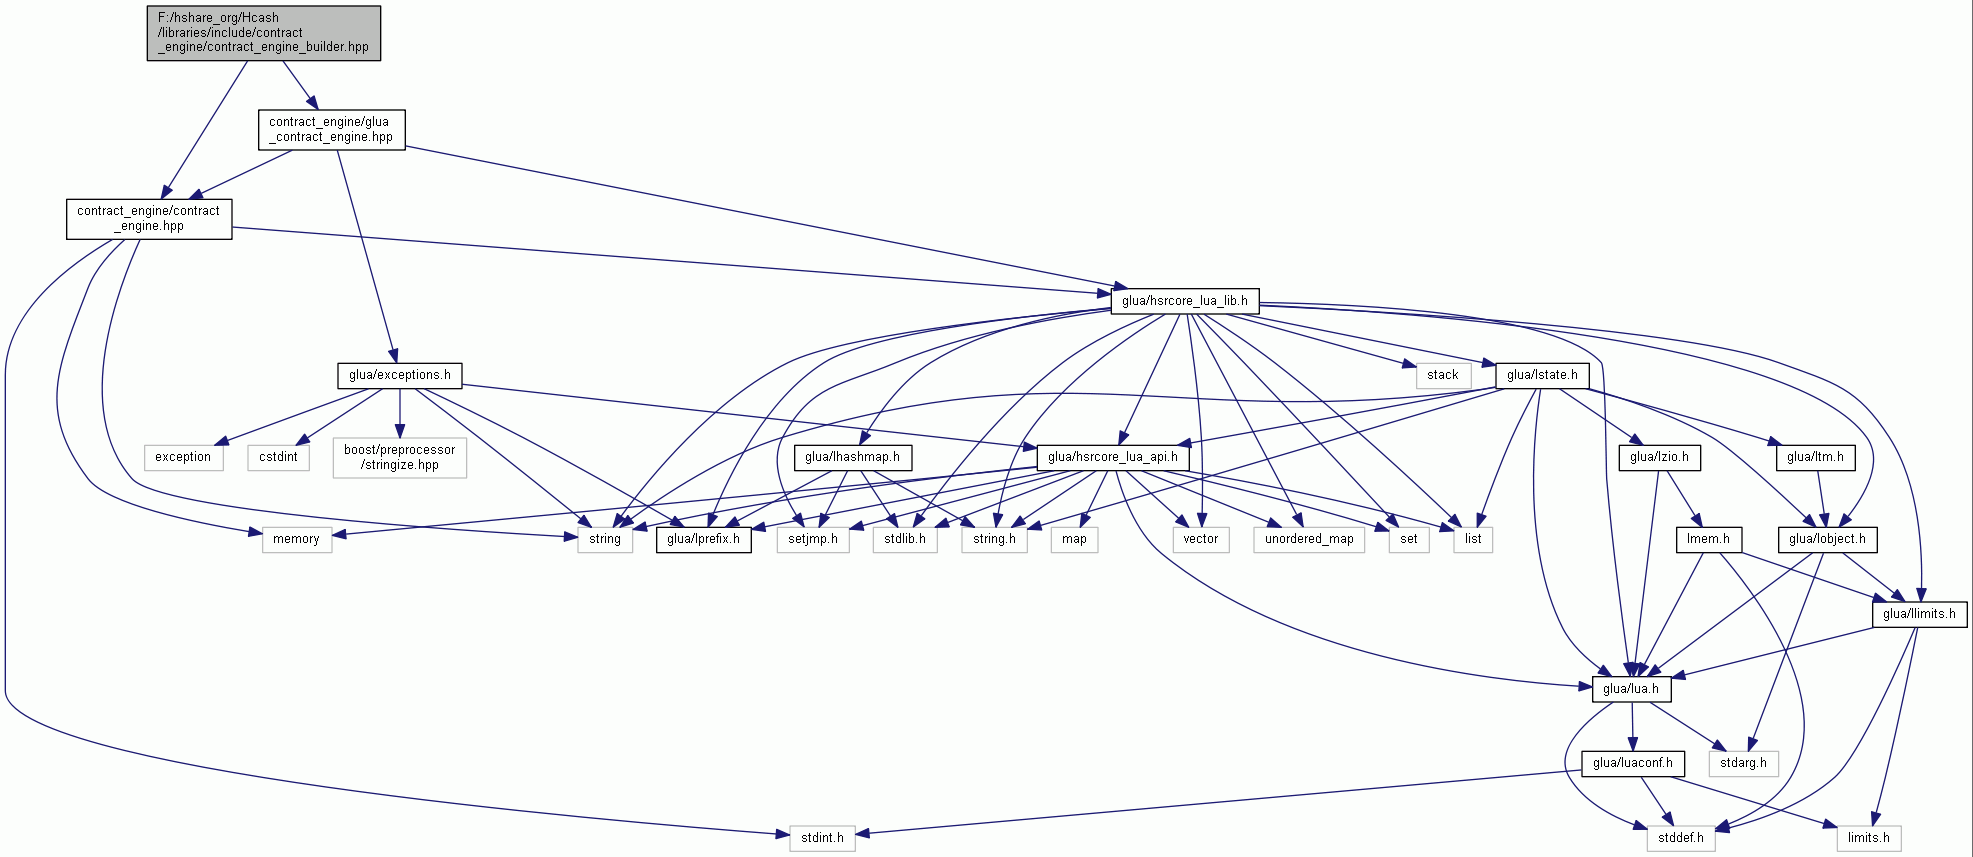 F:/hshare_org/Hcash
/libraries/include/contract
_engine/contract_engine_builder.hpp
contract_engine/glua
_contract_engine.hpp
contract_engine/contract
_engine.hpp
glua/hsrcore_lua_lib.h
glua/exceptions.h
stack
glua/lstate.h
exception
cstdint
boost/preprocessor
/stringize.hpp
glua/lhashmap.h
glua/hsrcore_lua_api.h
glua/lzio.h
glua/ltm.h
memory
string
glua/lprefix.h
setjmp.h
stdlib.h
string.h
map
vector
unordered_map
set
list
lmem.h
glua/lobject.h
glua/llimits.h
glua/lua.h
glua/luaconf.h
stdarg.h
stdint.h
stddef.h
limits.h